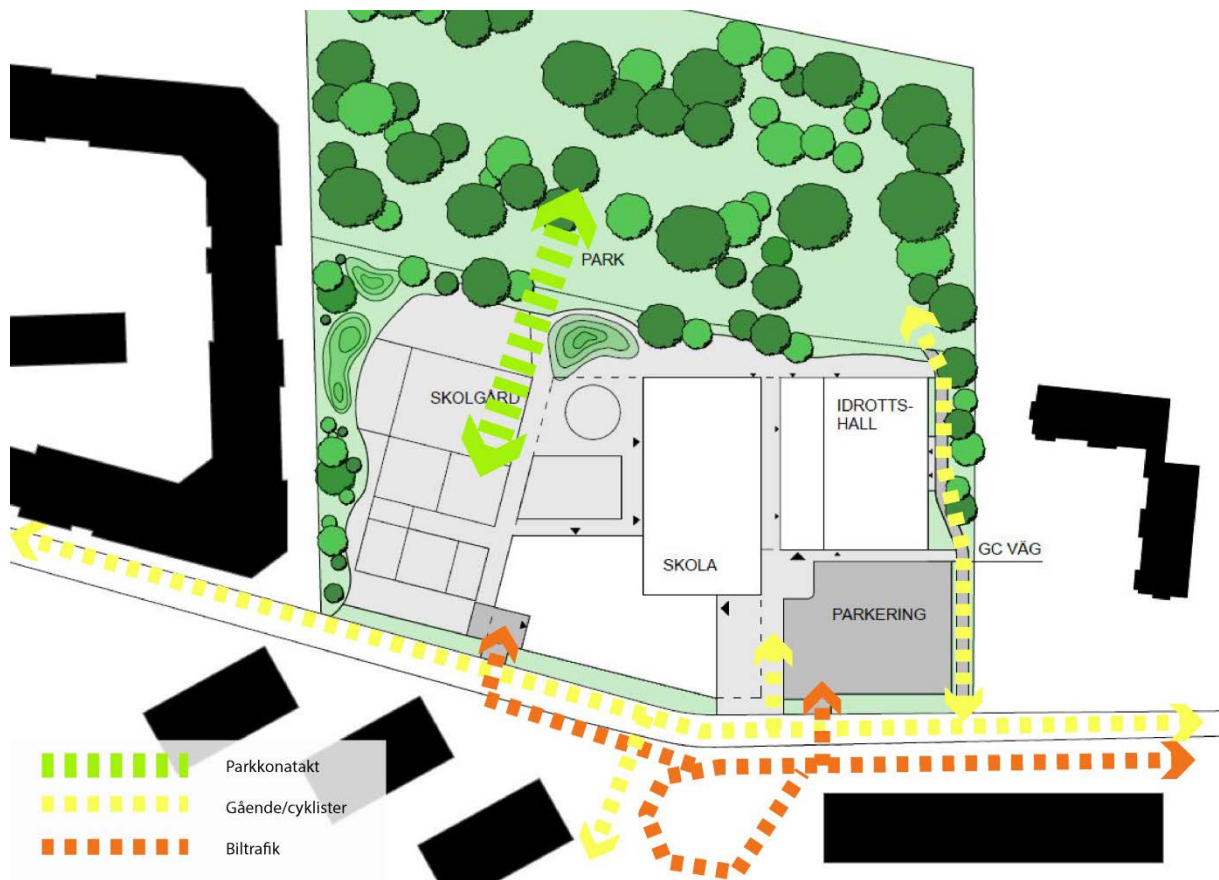 PARK
SKOLGÅRD
IDROTTS-
HALL
SKOLA
GC VÄG
PARKERING
Parkkonatakt
Gående/cyklister
Biltrafik